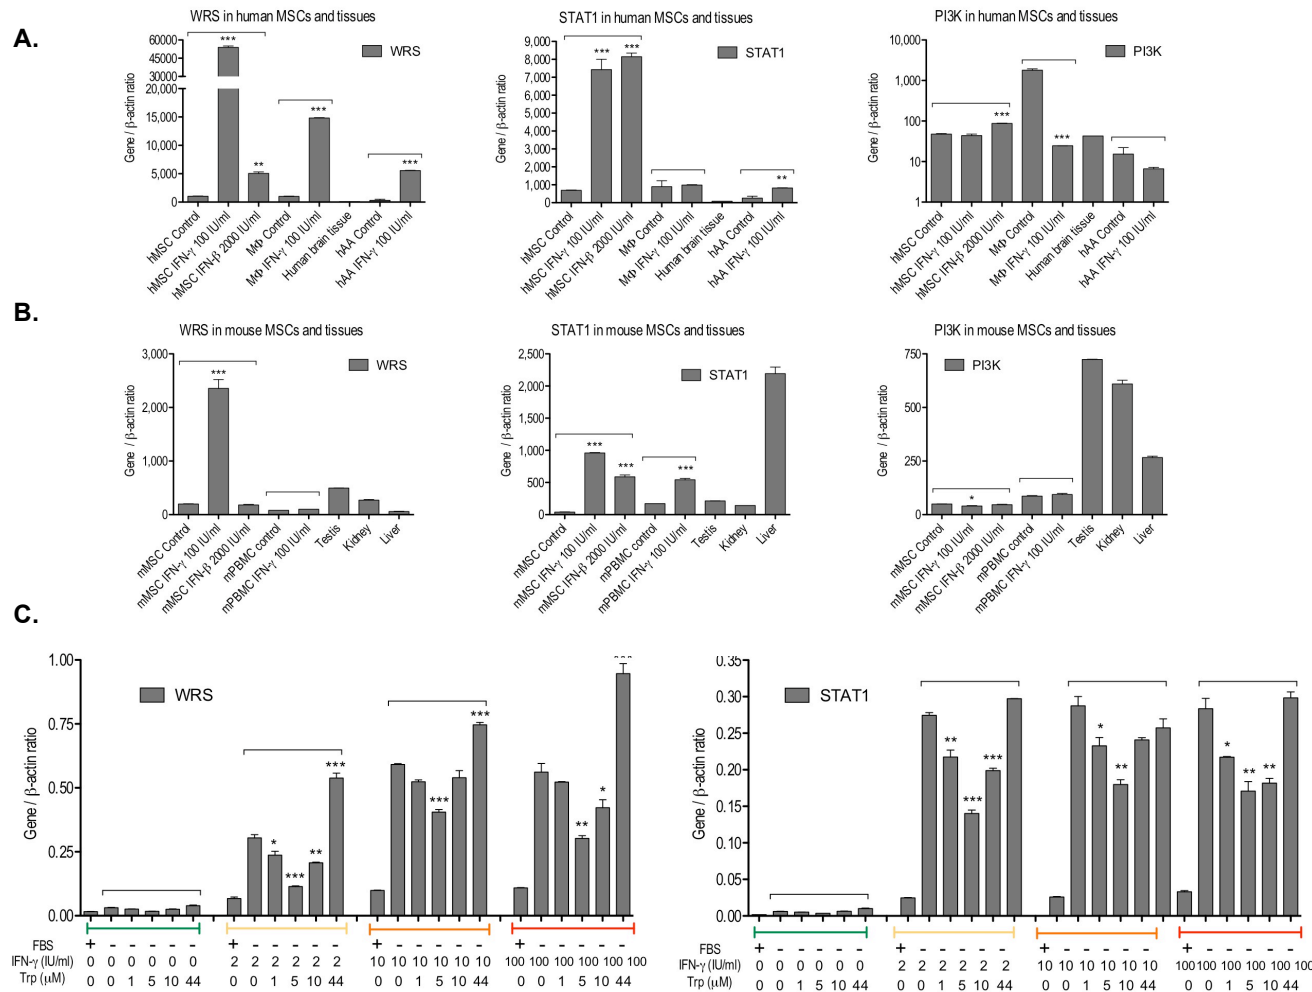 A.
WRS in human MSCs and tissues
WRS
Gene / β-actin ratio
60000
45000
30000
20,000
15,000
10,000
5,000
0
***
**
***
***
hMSC Control
hMSC IFN-γ 100 IU/ml
hMSC IFN-β 2000 IU/ml
MΦ Control
MΦ IFN-γ 100 IU/ml
Human brain tissue
hAA Control
hAA IFN-γ 100 IU/ml
STAT1 in human MSCs and tissues
STAT1
Gene / β-actin ratio
9,000
8,000
7,000
6,000
5,000
4,000
3,000
2,000
1,000
0
***
***
**
hMSC Control
hMSC IFN-γ 100 IU/ml
hMSC IFN-β 2000 IU/ml
MΦ Control
MΦ IFN-γ 100 IU/ml
Human brain tissue
hAA Control
hAA IFN-γ 100 IU/ml
PI3K in human MSCs and tissues
PI3K
Gene / β-actin ratio
10,000
1,000
100
10
1
***
***
hMSC Control
hMSC IFN-γ 100 IU/ml
hMSC IFN-β 2000 IU/ml
MΦ Control
MΦ IFN-γ 100 IU/ml
Human brain tissue
hAA Control
hAA IFN-γ 100 IU/ml
B.
WRS in mouse MSCs and tissues
WRS
Gene / β-actin ratio
3,000
2,000
1,000
0
***
mMSC Control
mMSC IFN-γ 100 IU/ml
mMSC IFN-β 2000 IU/ml
mPBMC control
mPBMC IFN-γ 100 IU/ml
Testis
Kidney
Liver
STAT1 in mouse MSCs and tissues
STAT1
Gene / β-actin ratio
2,500
2,000
1,500
1,000
500
0
***
***
***
mMSC Control
mMSC IFN-γ 100 IU/ml
mMSC IFN-β 2000 IU/ml
mPBMC control
mPBMC IFN-γ 100 IU/ml
Testis
Kidney
Liver
PI3K in mouse MSCs and tissues
PI3K
Gene / β-actin ratio
750
500
250
0
*
mMSC Control
mMSC IFN-γ 100 IU/ml
mMSC IFN-β 2000 IU/ml
mPBMC control
mPBMC IFN-γ 100 IU/ml
Testis
Kidney
Liver
C.
WRS
Gene / β-actin ratio
1.00
0.75
0.50
0.25
0.00
* *** ** ***
*** ***
** * ***
FBS + - - - - - + - - - - - + - - - - - + - - - - -
IFN-γ (IU/ml) 0 0 0 0 0 0 2 2 2 2 2 2 10 10 10 10 10 10 100 100 100 100 100 100
Trp (μM) 0 0 1 5 10 44 0 0 1 5 10 44 0 0 1 5 10 44 0 0 1 5 10 44
STAT1
Gene / β-actin ratio
0.35
0.30
0.25
0.20
0.15
0.10
0.05
0.00
** *** ***
* **
* ** **
FBS + - - - - - + - - - - - + - - - - - + - - - - -
IFN-γ (IU/ml) 0 0 0 0 0 0 2 2 2 2 2 2 10 10 10 10 10 10 100 100 100 100 100 100
Trp (μM) 0 0 1 5 10 44 0 0 1 5 10 44 0 0 1 5 10 44 0 0 1 5 10 44